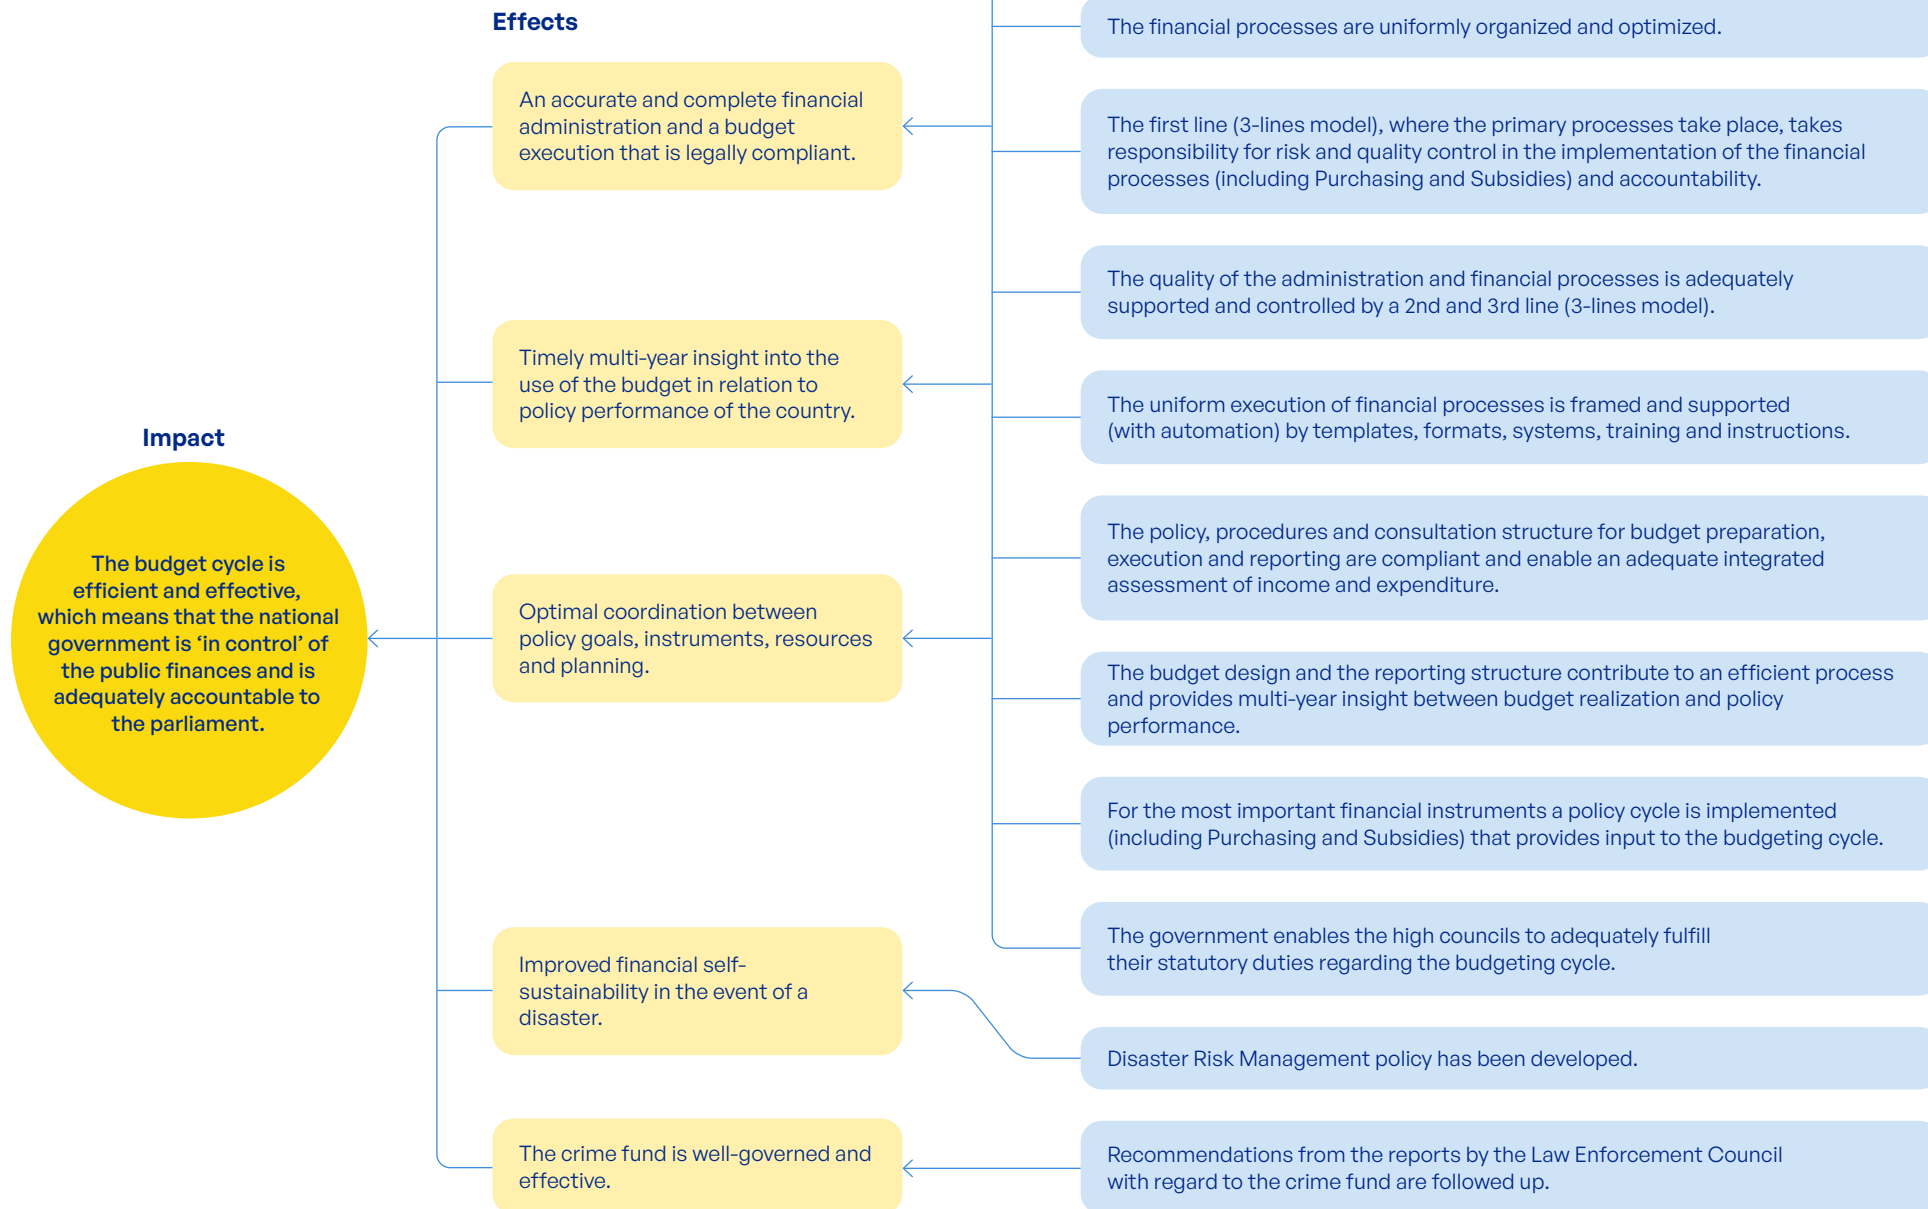 Effects
The financial processes are uniformly organized and optimized.
An accurate and complete financial
administration and a budget
execution that is legally compliant.
The first line (3-lines model), where the primary processes take place, takes
responsibility for risk and quality control in the implementation of the financial
processes (including Purchasing and Subsidies) and accountability.
The quality of the administration and financial processes is adequately
supported and controlled by a 2nd and 3rd line (3-lines model).
Timely multi-year insight into the
use of the budget in relation to
policy performance of the country.
The uniform execution of financial processes is framed and supported
(with automation) by templates, formats, systems, training and instructions.
Impact
The budget cycle is
efficient and effective,
which means that the national
government is ‘in control’ of
the public finances and is
adequately accountable to
the parliament.
The policy, procedures and consultation structure for budget preparation,
execution and reporting are compliant and enable an adequate integrated
assessment of income and expenditure.
Optimal coordination between
policy goals, instruments, resources
and planning.
The budget design and the reporting structure contribute to an efficient process
and provides multi-year insight between budget realization and policy
performance.
For the most important financial instruments a policy cycle is implemented
(including Purchasing and Subsidies) that provides input to the budgeting cycle.
The government enables the high councils to adequately fulfill
their statutory duties regarding the budgeting cycle.
Improved financial self-
sustainability in the event of a
disaster.
Disaster Risk Management policy has been developed.
The crime fund is well-governed and
effective.
Recommendations from the reports by the Law Enforcement Council
with regard to the crime fund are followed up.